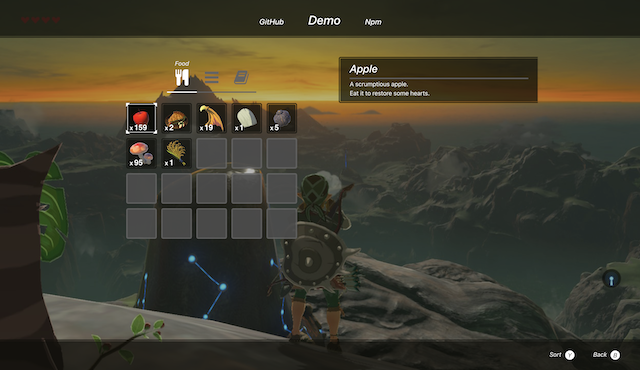 GitHub Demo Npm
Food
Apple
A scrumptious apple.
Eat it to restore some hearts.
x159 x2 x19 x1 x5
x95 x1
Sort Y Back B